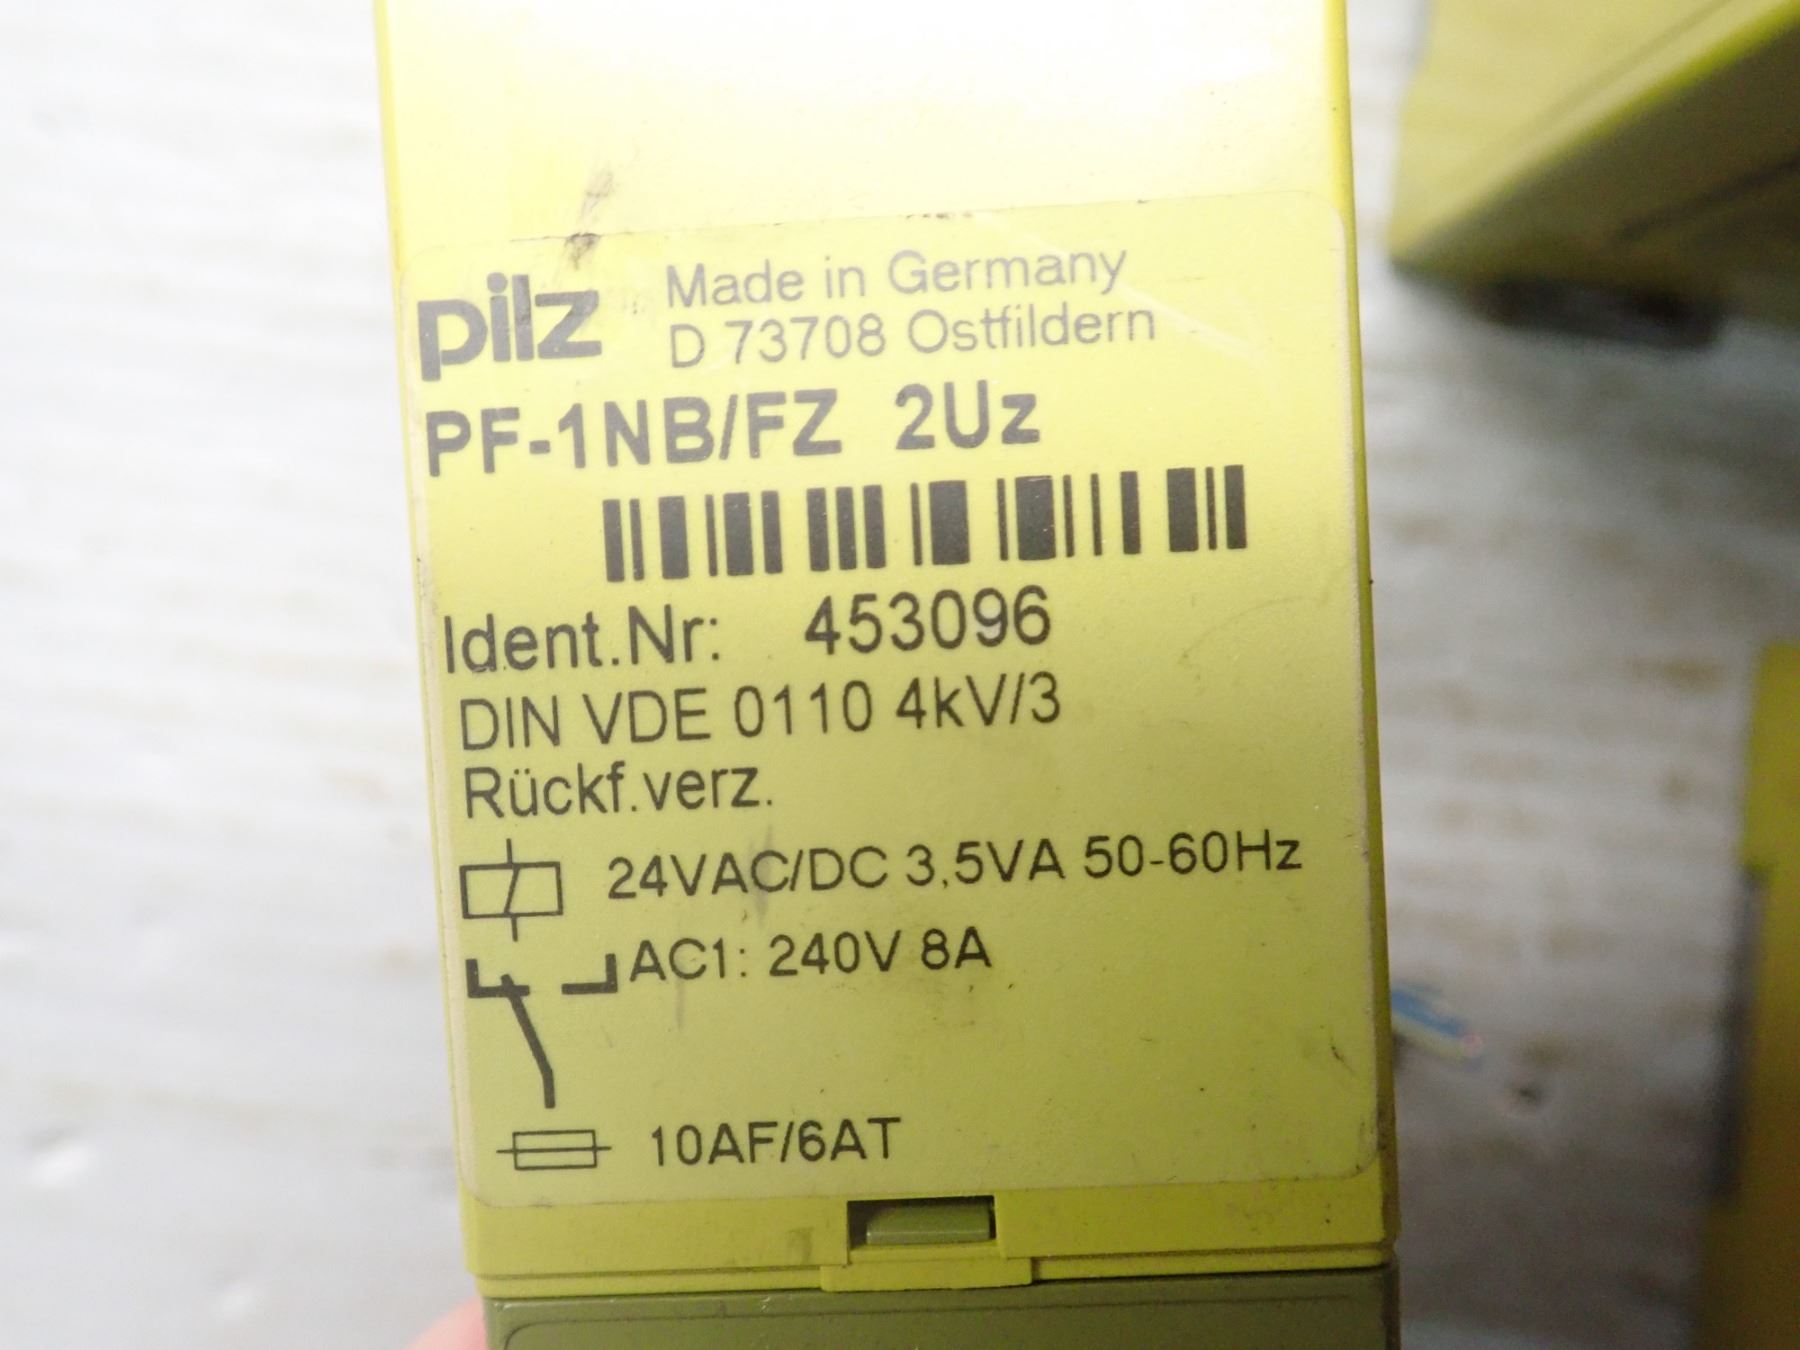 pilz
Made in Germany
D 73708 Ostfildern
PF-1NB/FZ 2Uz
Ident.Nr: 453096
DIN VDE 0110 4kV/3
Rückf.verz.
24VAC/DC 3,5VA 50-60Hz
AC1: 240V 8A
10AF/6AT